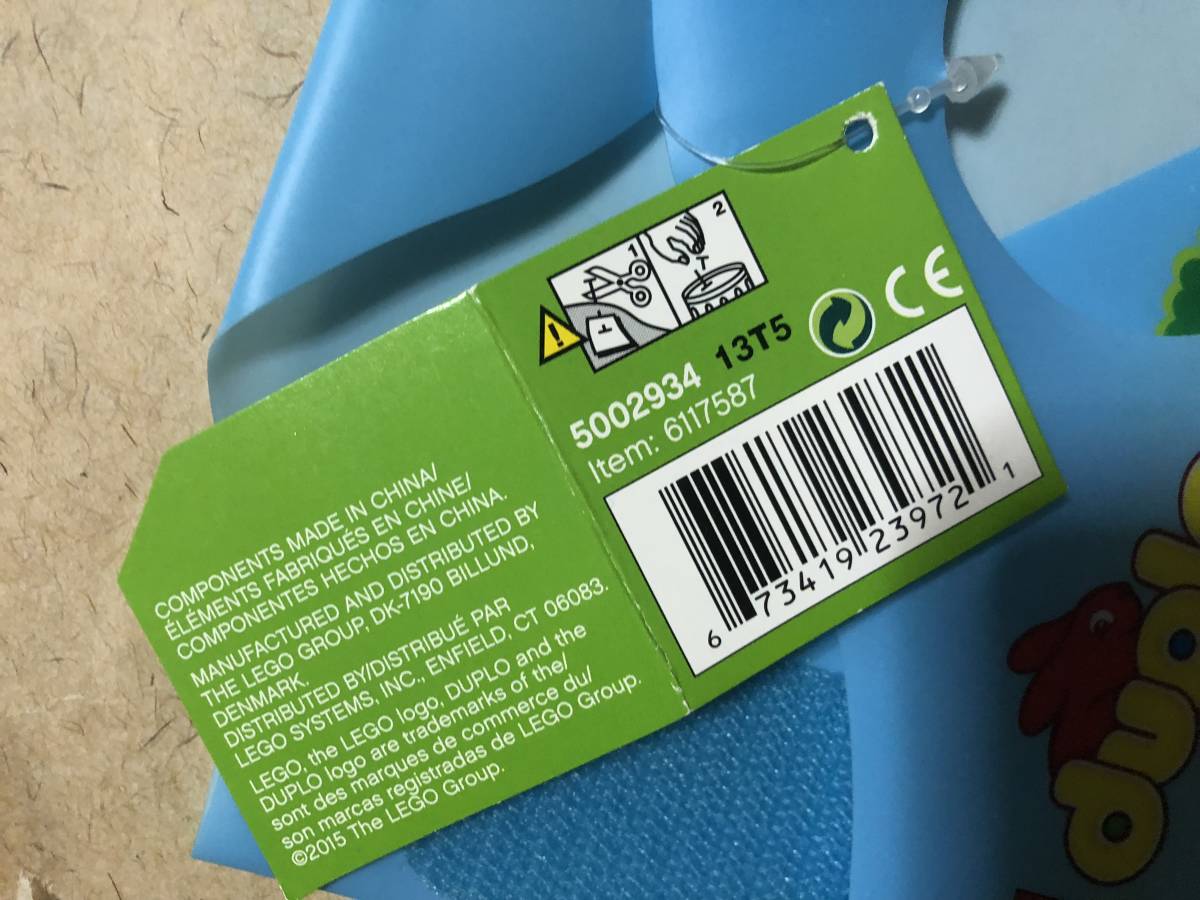 1
2
5002934 13T5
Item: 6117587
CE
6 73419 23972 1
COMPONENTS MADE IN CHINA/
ÉLÉMENTS FABRIQUÉS EN CHINE/
COMPONENTES HECHOS EN CHINA.
MANUFACTURED AND DISTRIBUTED BY
THE LEGO GROUP, DK-7190 BILLUND,
DENMARK.
DISTRIBUTED BY/DISTRIBUÉ PAR
LEGO SYSTEMS, INC., ENFIELD, CT 06083.
LEGO, the LEGO logo, DUPLO and the
DUPLO logo are trademarks of the/
sont des marques de commerce du/
son marcas registradas de LEGO Group.
©2015 The LEGO Group.
duplo